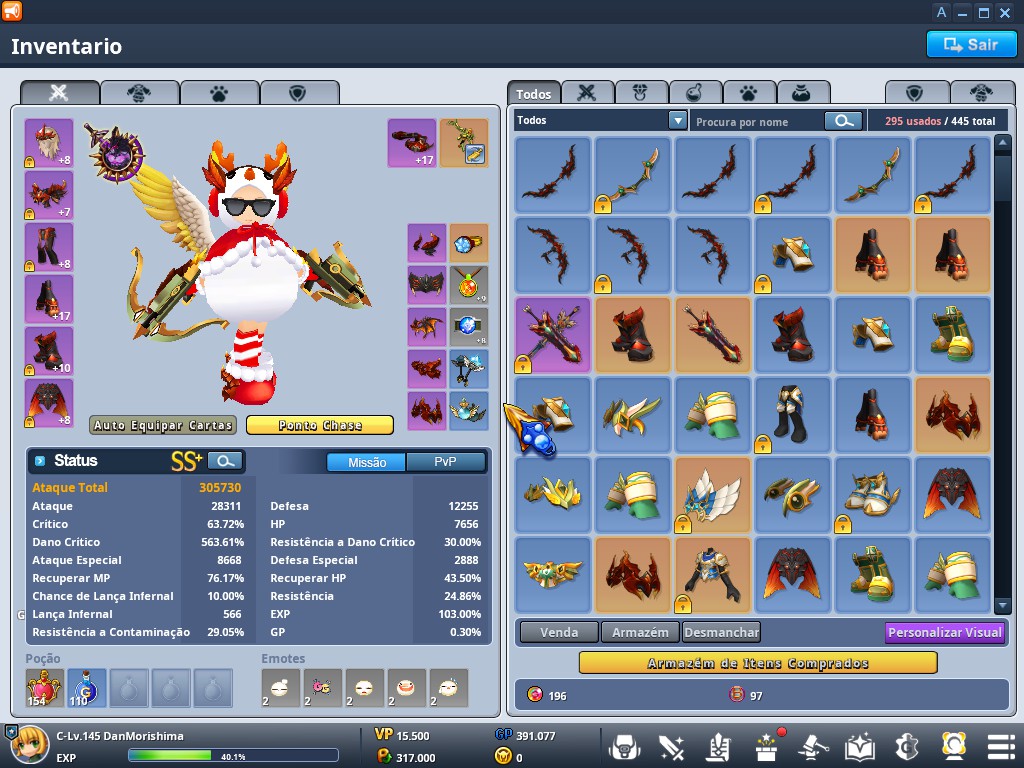 A
Inventario
Sair
Todos
Todos
Procura por nome
295 usados / 445 total
+8
+17
+7
+8
+17
+9
+10
+8
+8
Auto Equipar Cartas
Ponto Chase
Status
SS+
Missão
PvP
Ataque Total 305730
Ataque 28311
Defesa 12255
Crítico 63.72%
HP 7656
Dano Crítico 563.61%
Resistência a Dano Crítico 30.00%
Ataque Especial 8668
Defesa Especial 2888
Recuperar MP 76.17%
Recuperar HP 43.50%
Chance de Lança Infernal 10.00%
Resistência 24.86%
Lança Infernal 566
EXP 103.00%
Resistência a Contaminação 29.05%
GP 0.30%
G
Venda
Armazém
Desmanchar
Personalizar Visual
Armazém de Itens Comprados
Poção
Emotes
154
G
110
2
GG
2
2
2
2
196
97
C-Lv.145 DanMorishima
EXP
40.1%
VP 15.500
GP 391.077
317.000
0